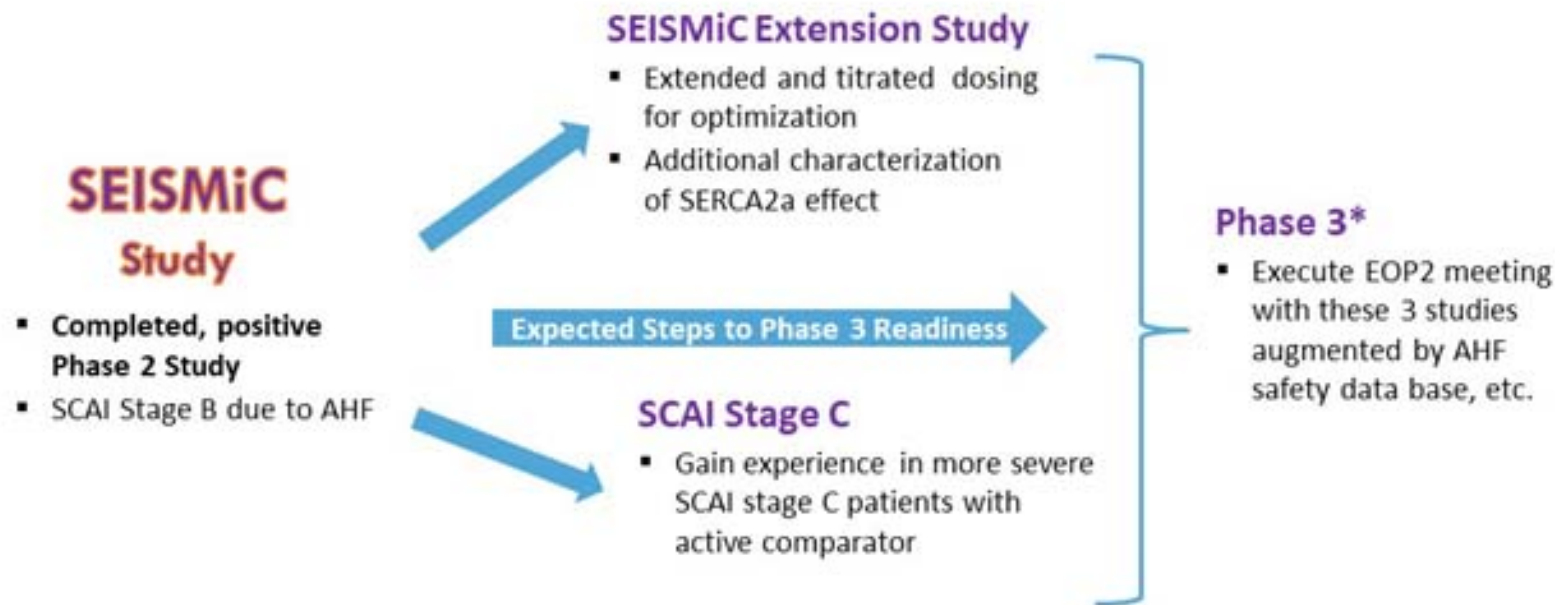 SEISMiC
Study
▪ Completed, positive
Phase 2 Study
▪ SCAI Stage B due to AHF
SEISMiC Extension Study
▪ Extended and titrated dosing
for optimization
▪ Additional characterization
of SERCA2a effect
Expected Steps to Phase 3 Readiness
SCAI Stage C
▪ Gain experience in more severe
SCAI stage C patients with
active comparator
Phase 3*
▪ Execute EOP2 meeting
with these 3 studies
augmented by AHF
safety data base, etc.